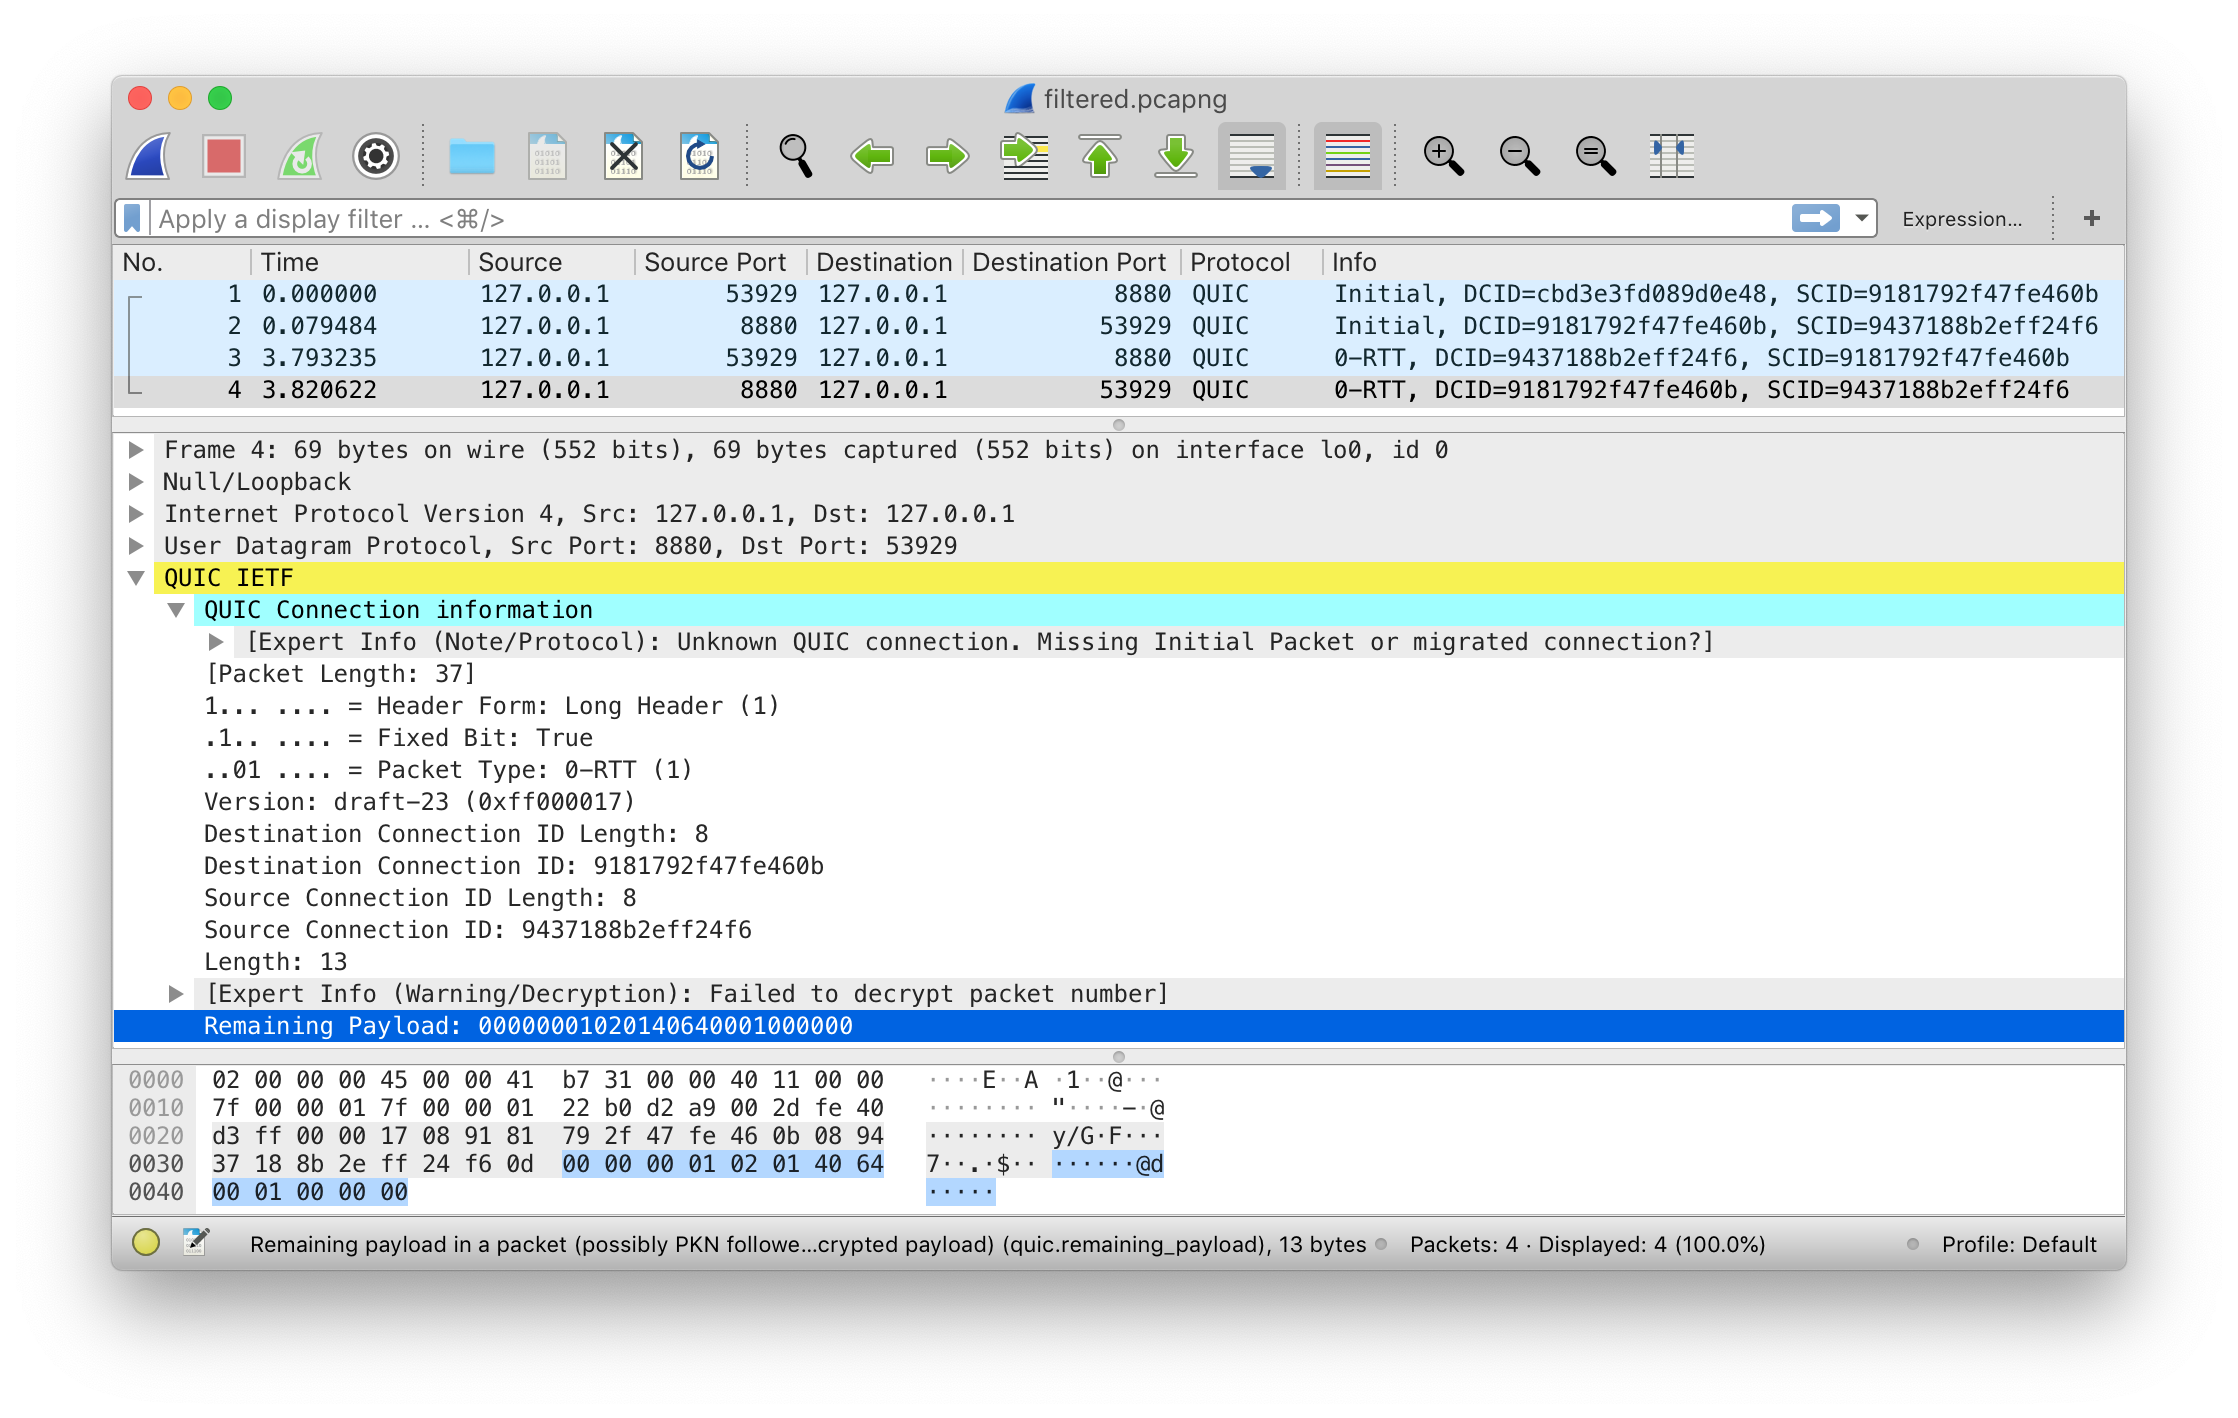 filtered.pcapng
Apply a display filter ... <⌘/> Expression... +
No. Time Source Source Port Destination Destination Port Protocol Info
1 0.000000 127.0.0.1 53929 127.0.0.1 8880 QUIC Initial, DCID=cbd3e3fd089d0e48, SCID=9181792f47fe460b
2 0.079484 127.0.0.1 8880 127.0.0.1 53929 QUIC Initial, DCID=9181792f47fe460b, SCID=9437188b2eff24f6
3 3.793235 127.0.0.1 53929 127.0.0.1 8880 QUIC 0-RTT, DCID=9437188b2eff24f6, SCID=9181792f47fe460b
4 3.820622 127.0.0.1 8880 127.0.0.1 53929 QUIC 0-RTT, DCID=9181792f47fe460b, SCID=9437188b2eff24f6
Frame 4: 69 bytes on wire (552 bits), 69 bytes captured (552 bits) on interface lo0, id 0
Null/Loopback
Internet Protocol Version 4, Src: 127.0.0.1, Dst: 127.0.0.1
User Datagram Protocol, Src Port: 8880, Dst Port: 53929
QUIC IETF
QUIC Connection information
[Expert Info (Note/Protocol): Unknown QUIC connection. Missing Initial Packet or migrated connection?]
[Packet Length: 37]
1... .... = Header Form: Long Header (1)
.1.. .... = Fixed Bit: True
..01 .... = Packet Type: 0-RTT (1)
Version: draft-23 (0xff000017)
Destination Connection ID Length: 8
Destination Connection ID: 9181792f47fe460b
Source Connection ID Length: 8
Source Connection ID: 9437188b2eff24f6
Length: 13
[Expert Info (Warning/Decryption): Failed to decrypt packet number]
Remaining Payload: 00000001020140640001000000
0000 02 00 00 00 45 00 00 41 b7 31 00 00 40 11 00 00 ····E··A ·1··@···
0010 7f 00 00 01 7f 00 00 01 22 b0 d2 a9 00 2d fe 40 ········ "····-·@
0020 d3 ff 00 00 17 08 91 81 79 2f 47 fe 46 0b 08 94 ········ y/G·F···
0030 37 18 8b 2e ff 24 f6 0d 00 00 00 01 02 01 40 64 7··.·$·· ······@d
0040 00 01 00 00 00 ·····
Remaining payload in a packet (possibly PKN followe...crypted payload) (quic.remaining_payload), 13 bytes Packets: 4 · Displayed: 4 (100.0%) Profile: Default